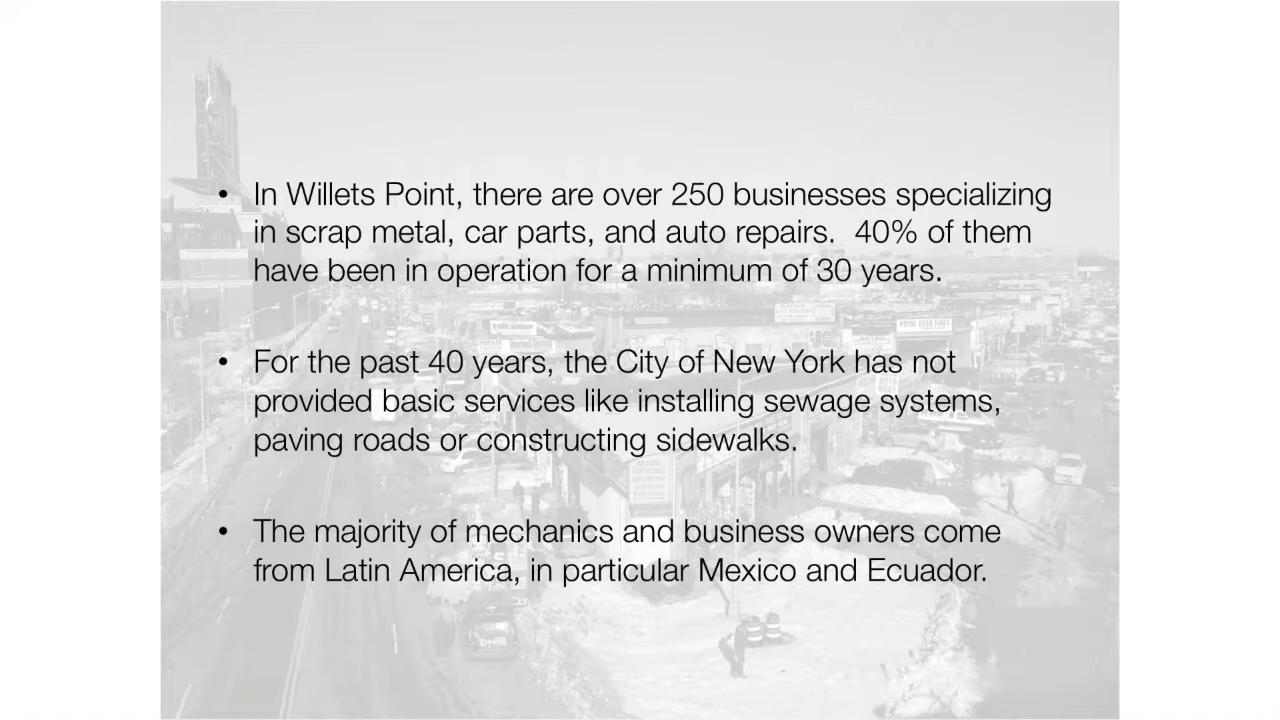 • In Willets Point, there are over 250 businesses specializing
in scrap metal, car parts, and auto repairs.  40% of them
have been in operation for a minimum of 30 years.
• For the past 40 years, the City of New York has not
provided basic services like installing sewage systems,
paving roads or constructing sidewalks.
• The majority of mechanics and business owners come
from Latin America, in particular Mexico and Ecuador.